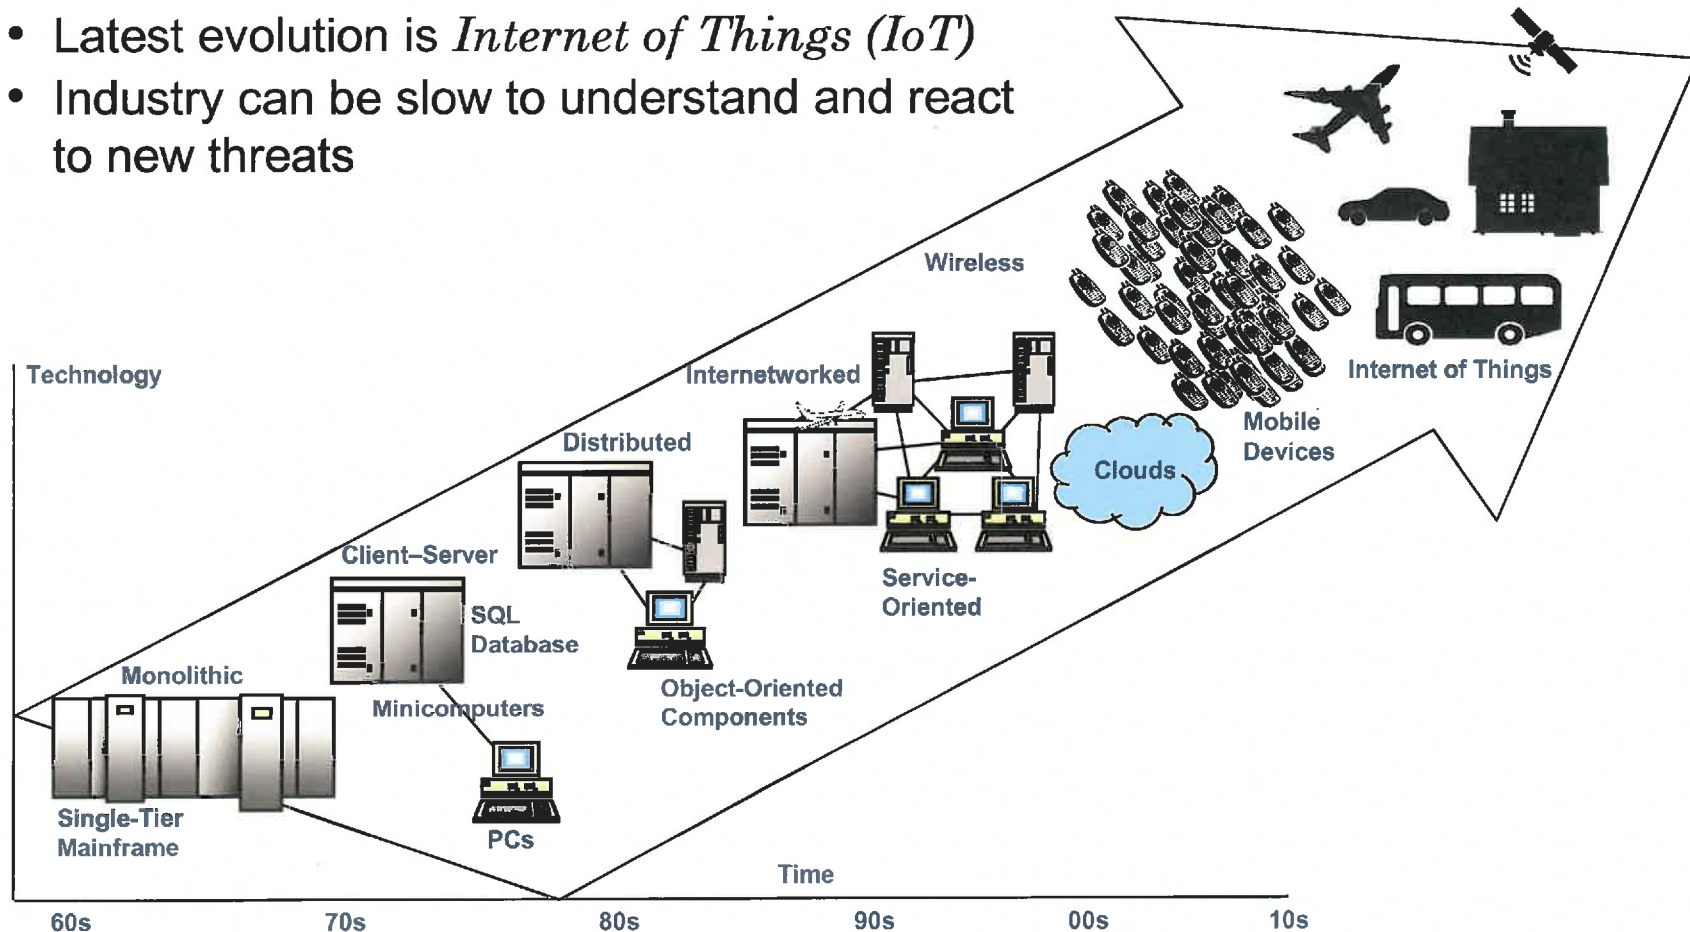 • Latest evolution is Internet of Things (IoT)
• Industry can be slow to understand and react
to new threats
Wireless
Technology
Internetworked
Internet of Things
Mobile
Devices
Distributed
Clouds
Client–Server
Service-
Oriented
SQL
Database
Monolithic
Object-Oriented
Components
Minicomputers
Single-Tier
Mainframe
PCs
Time
60s 70s 80s 90s 00s 10s